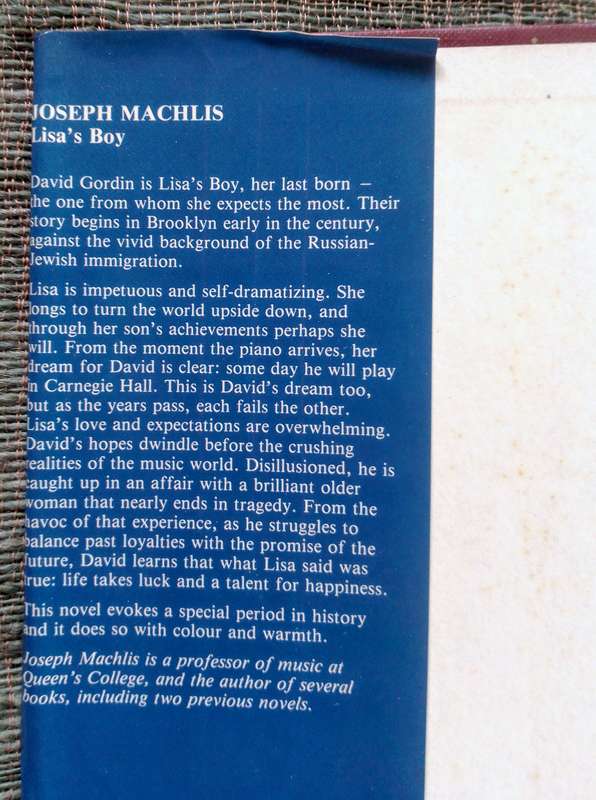 JOSEPH MACHLIS
Lisa's Boy
David Gordin is Lisa's Boy, her last born –
the one from whom she expects the most. Their
story begins in Brooklyn early in the century,
against the vivid background of the Russian-
Jewish immigration.
Lisa is impetuous and self-dramatizing. She
longs to turn the world upside down, and
through her son's achievements perhaps she
will. From the moment the piano arrives, her
dream for David is clear: some day he will play
in Carnegie Hall. This is David's dream too,
but as the years pass, each fails the other.
Lisa's love and expectations are overwhelming.
David's hopes dwindle before the crushing
realities of the music world. Disillusioned, he is
caught up in an affair with a brilliant older
woman that nearly ends in tragedy. From the
havoc of that experience, as he struggles to
balance past loyalties with the promise of the
future, David learns that what Lisa said was
true: life takes luck and a talent for happiness.
This novel evokes a special period in history
and it does so with colour and warmth.
Joseph Machlis is a professor of music at
Queen's College, and the author of several
books, including two previous novels.